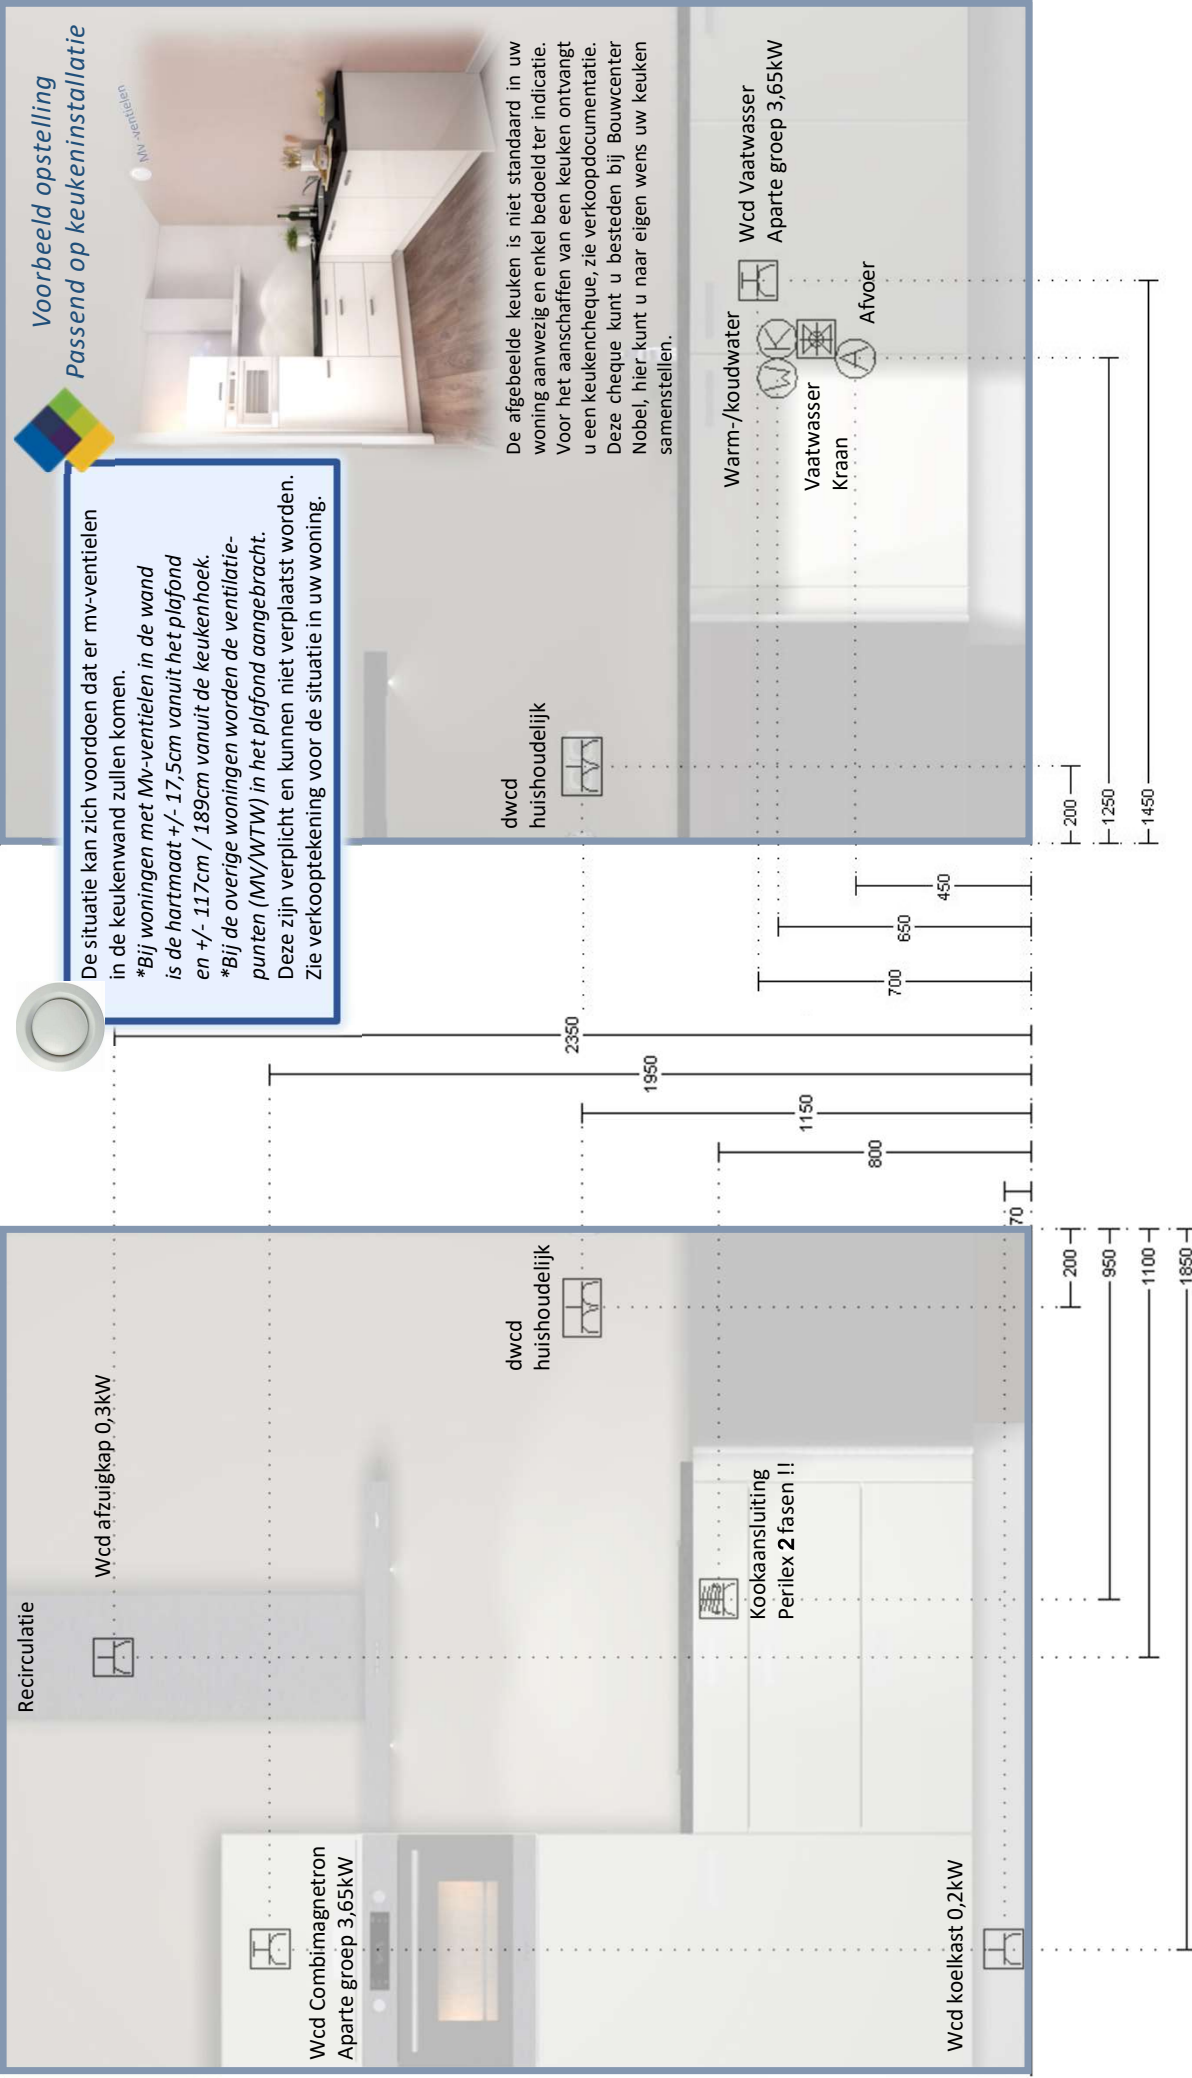 Recirculatie
Wcd afzuigkap 0,3kW
Wcd Combimagnetron
Aparte groep 3,65kW
dwcd
huishoudelijk
Kookaansluiting
Perilex 2 fasen !!
Wcd koelkast 0,2kW
200
950
1100
1850
70
800
1150
1950
2350
De situatie kan zich voordoen dat er mv-ventielen
in de keukenwand zullen komen.
*Bij woningen met Mv-ventielen in de wand
is de hartmaat +/- 17,5cm vanuit het plafond
en +/- 117cm / 189cm vanuit de keukenhoek.
*Bij de overige woningen worden de ventilatie-
punten (MV/WTW) in het plafond aangebracht.
Deze zijn verplicht en kunnen niet verplaatst worden.
Zie verkooptekening voor de situatie in uw woning.
700
650
450
Voorbeeld opstelling
Passend op keukeninstallatie
Mv-ventielen
De afgebeelde keuken is niet standaard in uw
woning aanwezig en enkel bedoeld ter indicatie.
Voor het aanschaffen van een keuken ontvangt
u een keukencheque, zie verkoopdocumentatie.
Deze cheque kunt u besteden bij Bouwcenter
Nobel, hier kunt u naar eigen wens uw keuken
samenstellen.
dwcd
huishoudelijk
Warm-/koudwater
W K
Vaatwasser
Kraan
A
Afvoer
Wcd Vaatwasser
Aparte groep 3,65kW
200
1250
1450